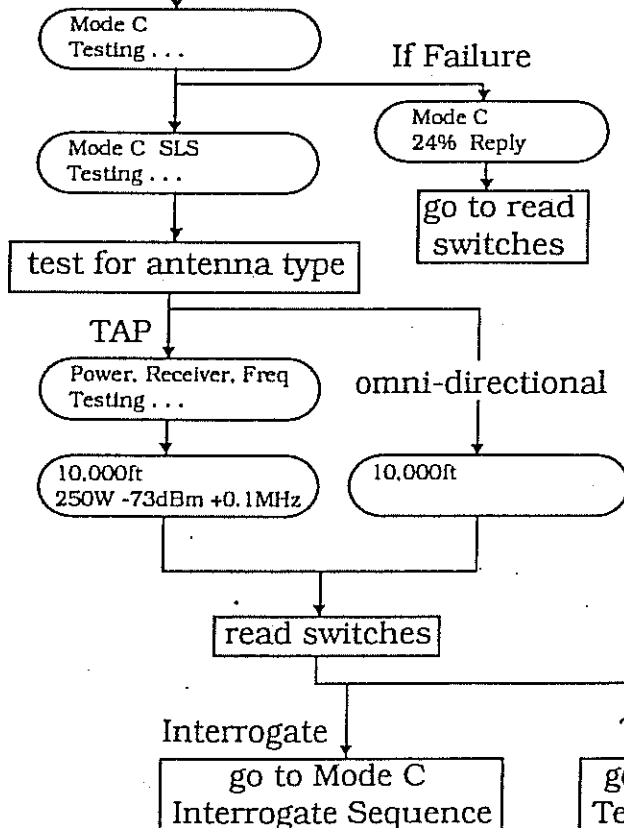 Mode C
Testing . . .
If Failure
Mode C
24% Reply
Mode C SLS
Testing . . .
go to read
switches
test for antenna type
TAP
Power, Receiver, Freq
Testing . . .
omni-directional
10,000ft
250W -73dBm +0.1MHz
10,000ft
read switches
Interrogate
go to Mode C
Interrogate Sequence